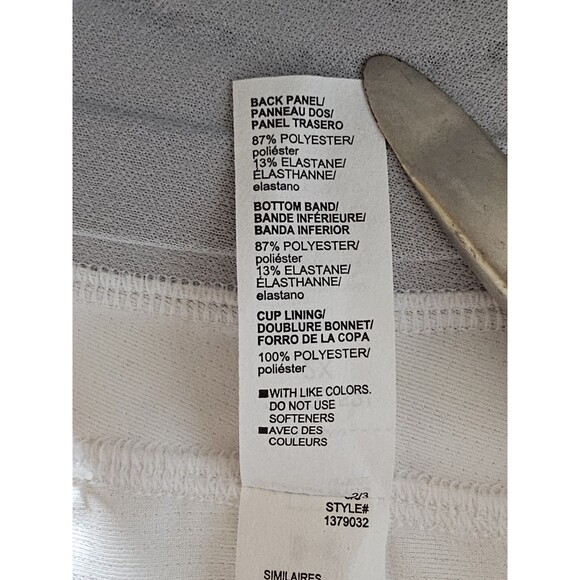 BACK PANEL/
PANNEAU DOS/
PANEL TRASERO
87% POLYESTER/
poliéster
13% ELASTANE/
ÉLASTHANNE/
elastano
BOTTOM BAND/
BANDE INFÉRIEURE/
BANDA INFERIOR
87% POLYESTER/
poliéster
13% ELASTANE/
ÉLASTHANNE/
elastano
CUP LINING/
DOUBLURE BONNET/
FORRO DE LA COPA
100% POLYESTER/
poliéster
■WITH LIKE COLORS.
DO NOT USE
SOFTENERS
■AVEC DES
COULEURS
2/3
STYLE#
1379032
SIMILAIRES